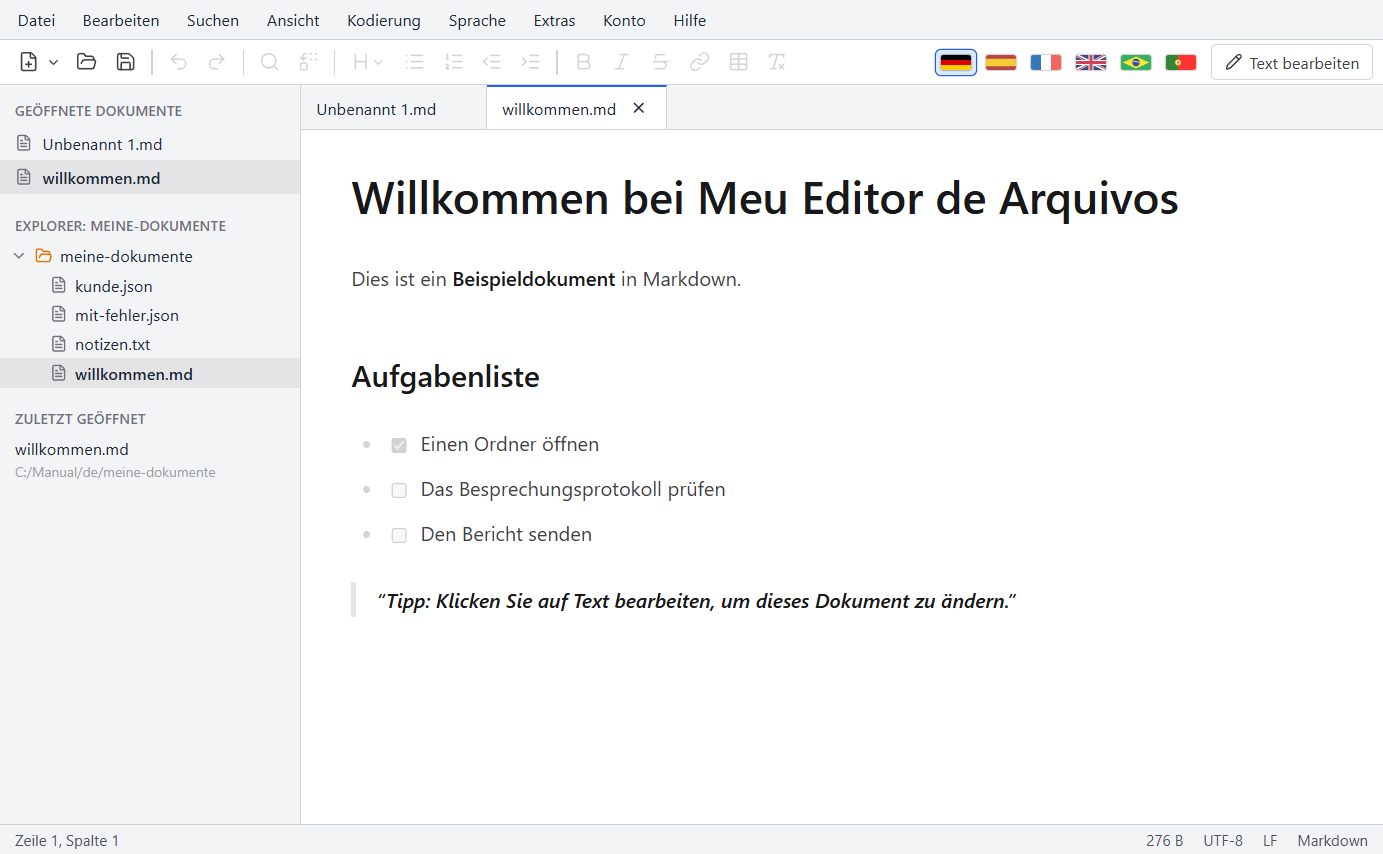 Datei Bearbeiten Suchen Ansicht Kodierung Sprache Extras Konto Hilfe
Text bearbeiten
GEÖFFNETE DOKUMENTE
Unbenannt 1.md
willkommen.md
EXPLORER: MEINE-DOKUMENTE
meine-dokumente
kunde.json
mit-fehler.json
notizen.txt
willkommen.md
ZULETZT GEÖFFNET
willkommen.md
C:/Manual/de/meine-dokumente
Unbenannt 1.md willkommen.md
Willkommen bei Meu Editor de Arquivos
Dies ist ein Beispieldokument in Markdown.
Aufgabenliste
Einen Ordner öffnen
Das Besprechungsprotokoll prüfen
Den Bericht senden
“Tipp: Klicken Sie auf Text bearbeiten, um dieses Dokument zu ändern.”
Zeile 1, Spalte 1 276 B UTF-8 LF Markdown